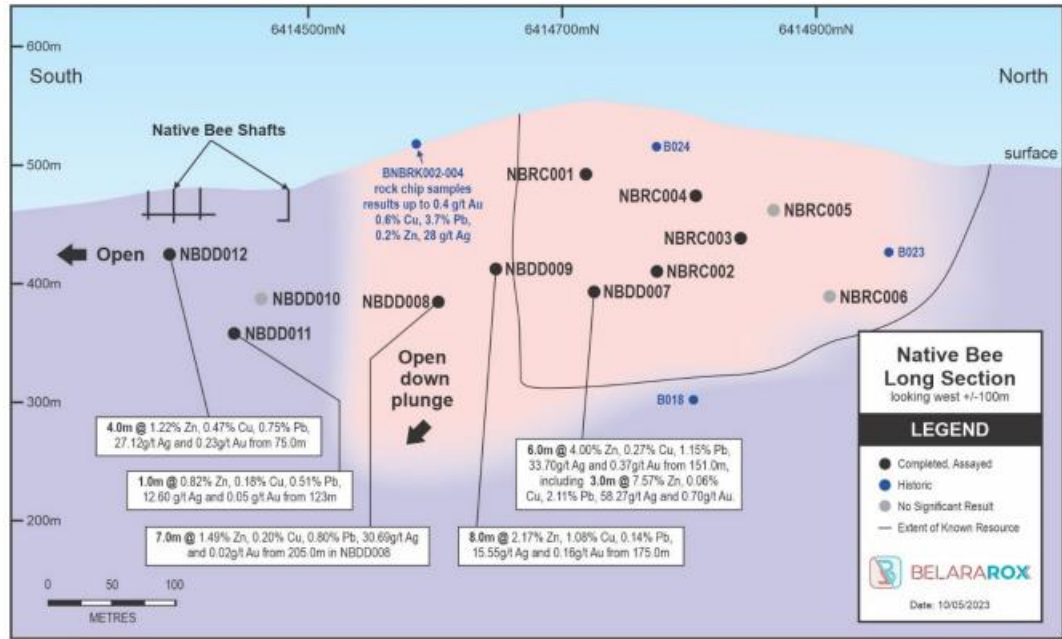 6414500mN
6414700mN
6414900mN
600m
South
North
Native Bee Shafts
500m
BNBRK002-004
rock chip samples
results up to 0.4 g/t Au
0.6% Cu, 3.7% Pb,
0.2% Zn, 28 g/t Ag
B024
surface
NBRC001
NBRC004
NBRC005
NBRC003
B023
Open
NBDD012
NBDD009
NBRC002
400m
NBDD010
NBDD008
NBDD007
NBRC006
NBDD011
Open
down
plunge
300m
B018
4.0m @ 1.22% Zn, 0.47% Cu, 0.75% Pb,
27.12g/t Ag and 0.23g/t Au from 75.0m
1.0m @ 0.82% Zn, 0.18% Cu, 0.51% Pb,
12.60 g/t Ag and 0.05 g/t Au from 123m
6.0m @ 4.00% Zn, 0.27% Cu, 1.15% Pb,
33.70g/t Ag and 0.37g/t Au from 151.0m,
including 3.0m @ 7.57% Zn, 0.06%
Cu, 2.11% Pb, 58.27g/t Ag and 0.70g/t Au.
200m
7.0m @ 1.49% Zn, 0.20% Cu, 0.80% Pb, 30.69g/t Ag
and 0.02g/t Au from 205.0m in NBDD008
8.0m @ 2.17% Zn, 1.08% Cu, 0.14% Pb,
15.55g/t Ag and 0.16g/t Au from 175.0m
0 50 100
METRES
Native Bee
Long Section
looking west +/-100m
LEGEND
Completed, Assayed
Historic
No Significant Result
Extent of Known Resource
BELARAROX
Date: 10/05/2023